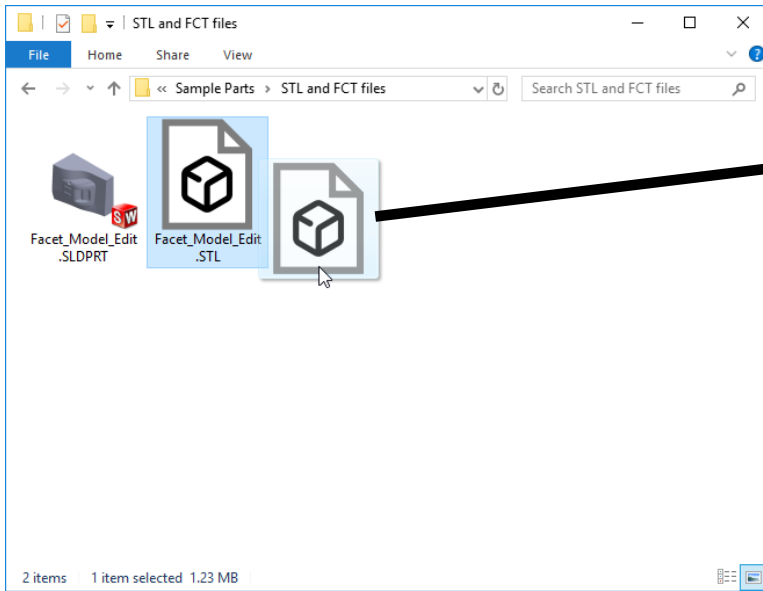 STL and FCT files
File Home Share View
?
« Sample Parts › STL and FCT files
Search STL and FCT files
SW
Facet_Model_Edit
.SLDPRT
Facet_Model_Edit
.STL
2 items 1 item selected 1.23 MB